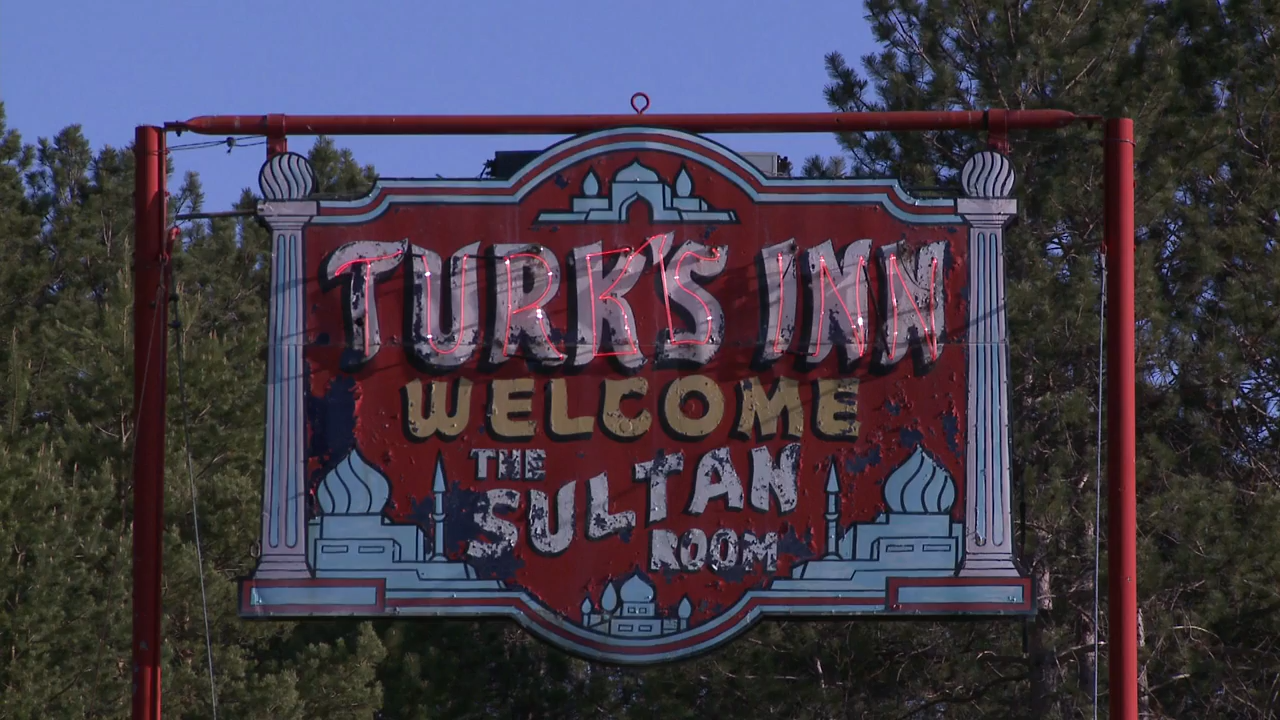 TURK'S INN
WELCOME
THE
SULTAN
ROOM